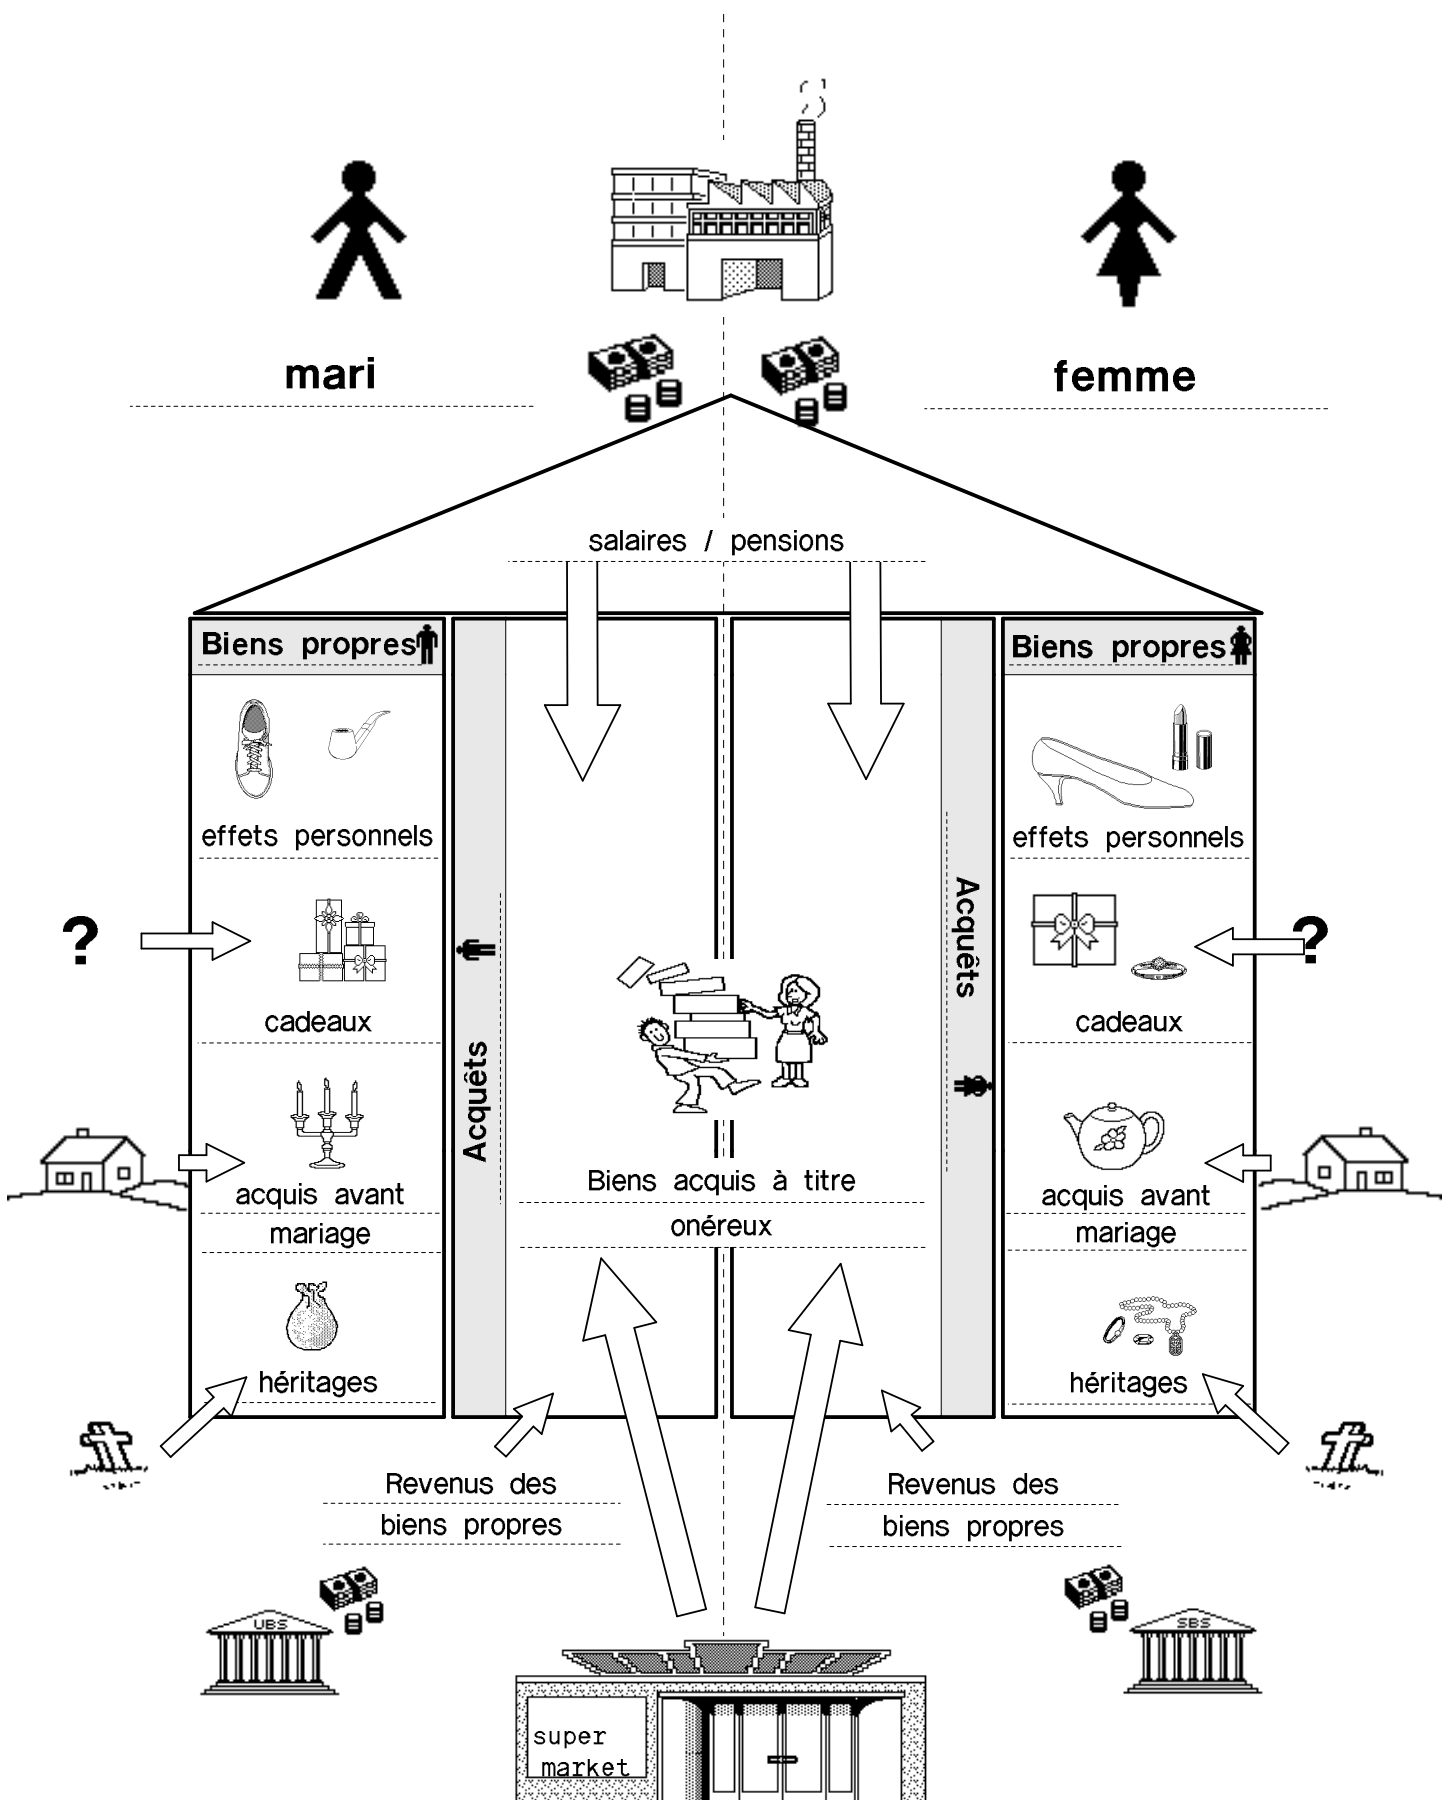 mari
femme
salaires / pensions
Biens propres
Biens propres
effets personnels
effets personnels
?
?
cadeaux
cadeaux
Acquêts
Acquêts
Biens acquis à titre
onéreux
acquis avant
mariage
acquis avant
mariage
héritages
héritages
Revenus des
biens propres
Revenus des
biens propres
UBS
SBS
super
market